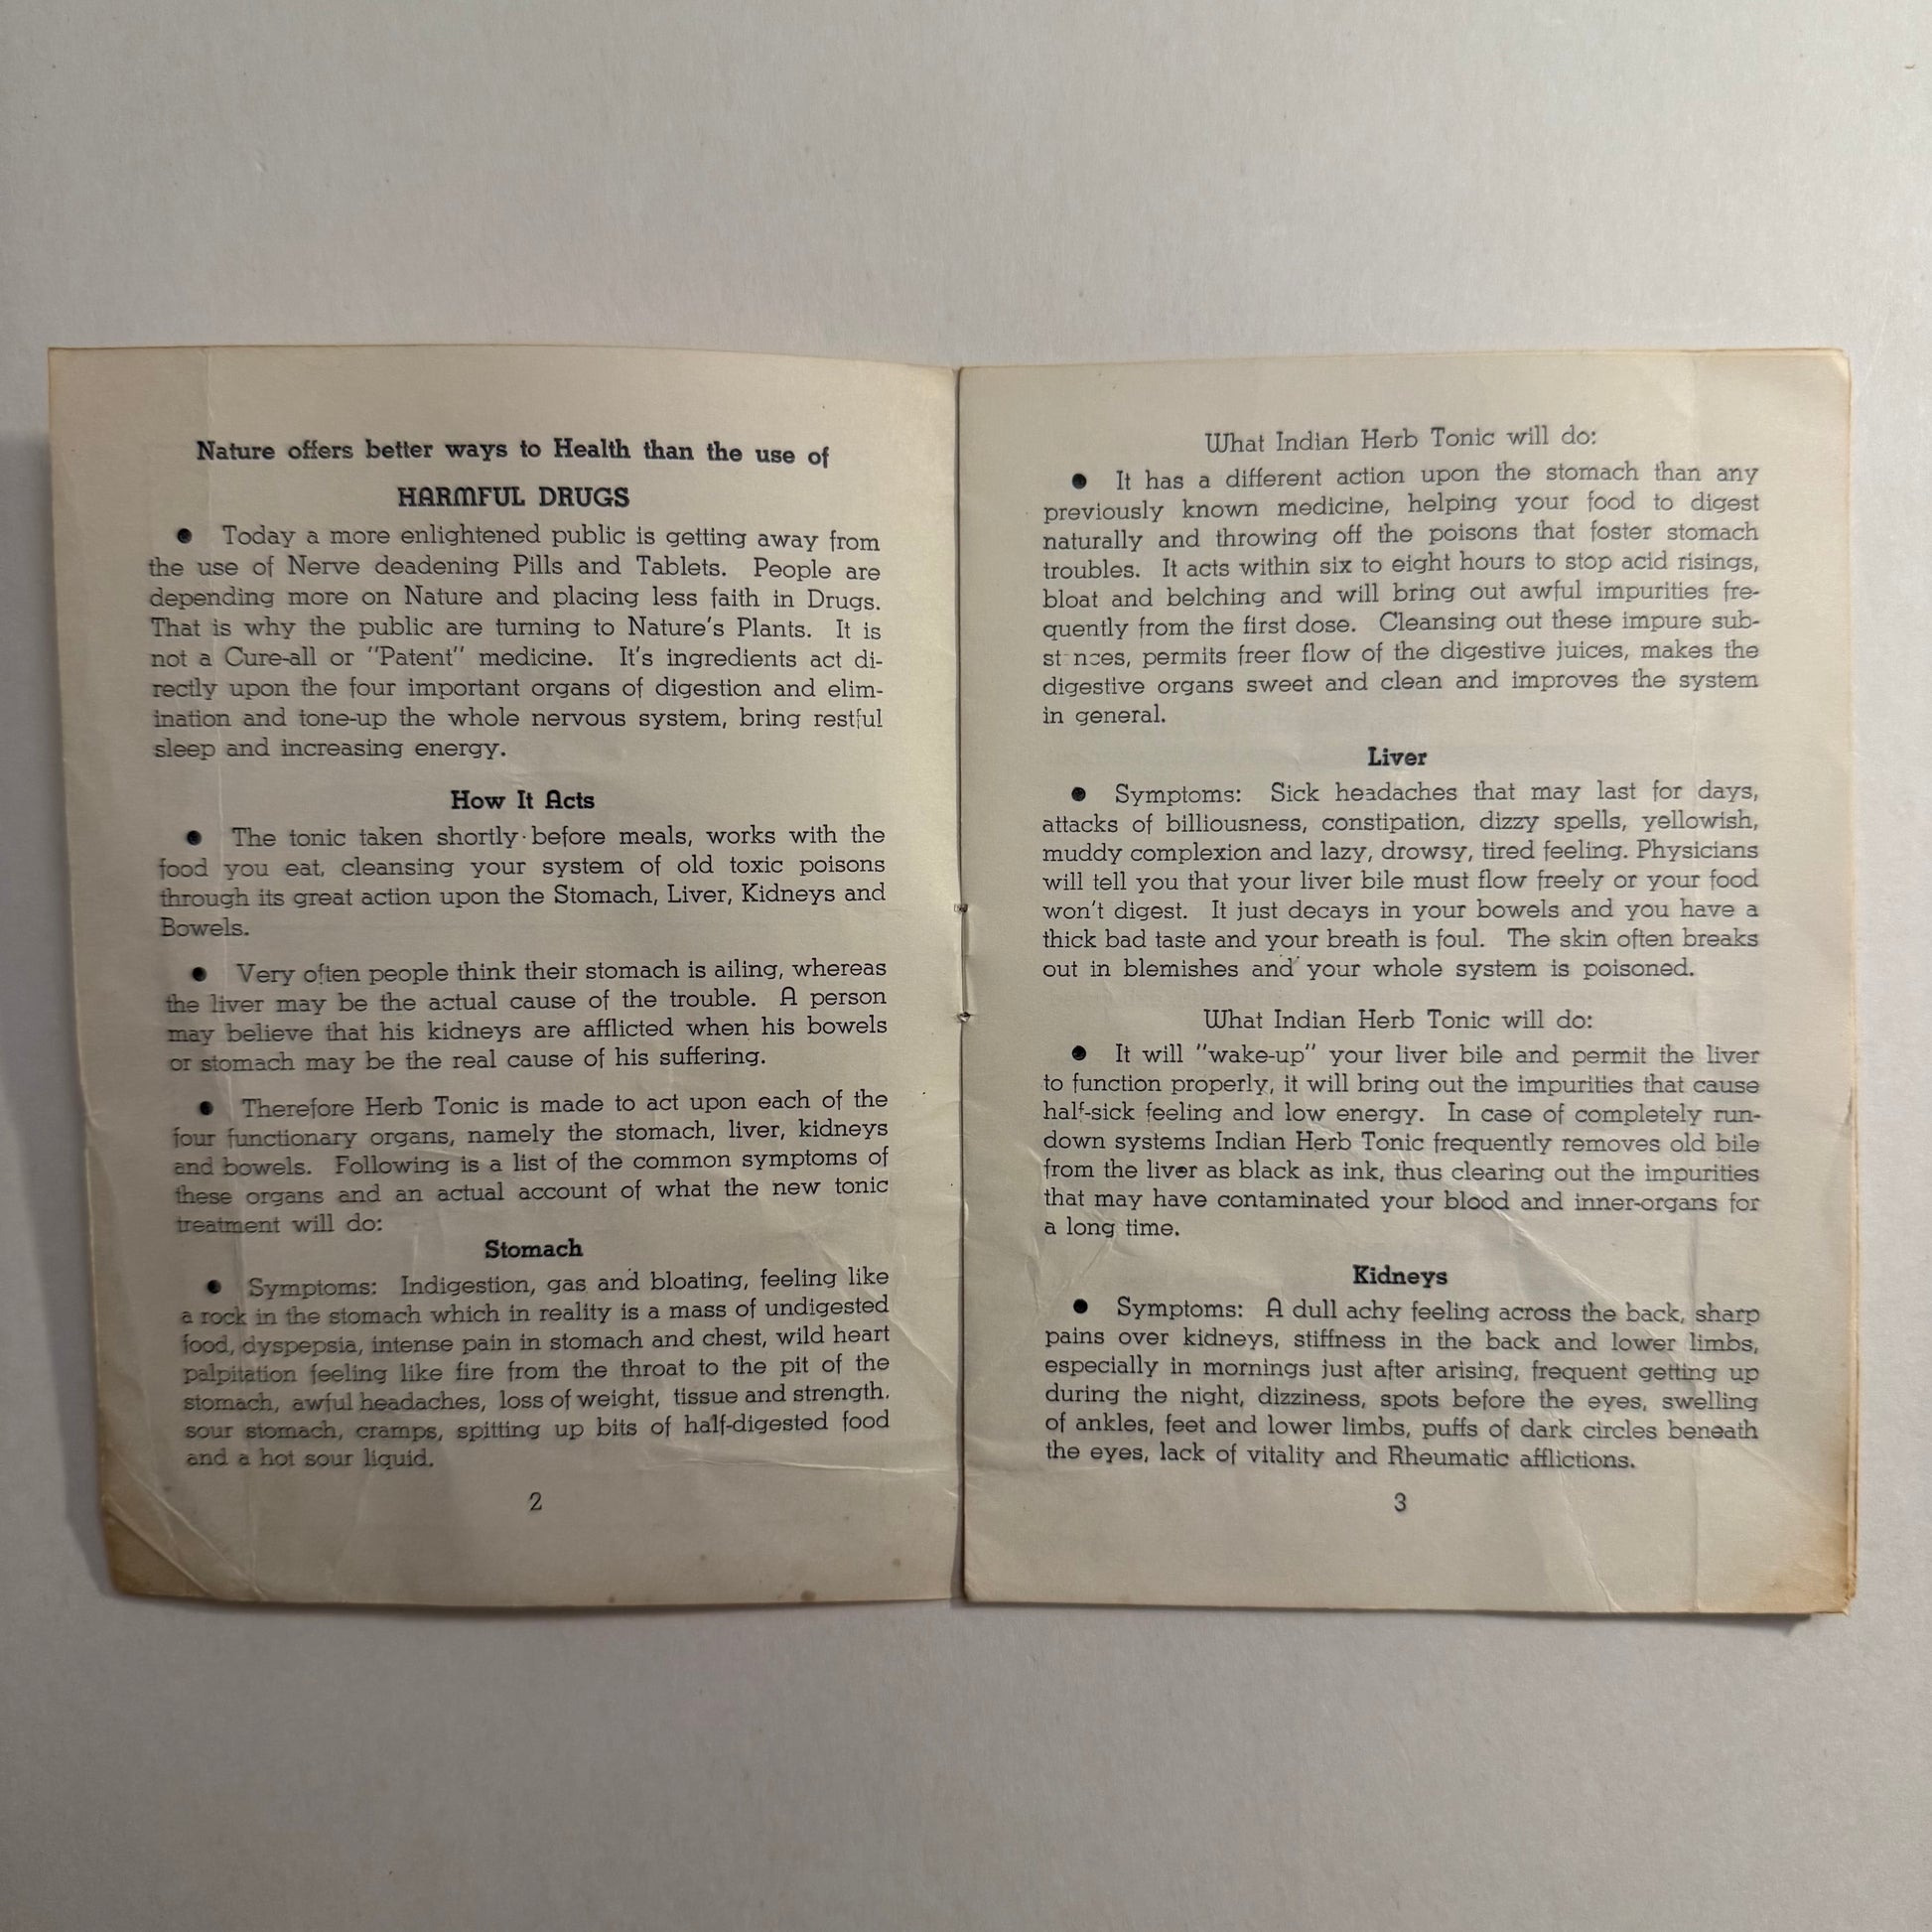 Nature offers better ways to Health than the use of
HARMFUL DRUGS
● Today a more enlightened public is getting away from
the use of Nerve deadening Pills and Tablets. People are
depending more on Nature and placing less faith in Drugs.
That is why the public are turning to Nature's Plants. It is
not a Cure-all or "Patent" medicine. It's ingredients act di-
rectly upon the four important organs of digestion and elim-
ination and tone-up the whole nervous system, bring restful
sleep and increasing energy.
How It Acts
● The tonic taken shortly before meals, works with the
food you eat, cleansing your system of old toxic poisons
through its great action upon the Stomach, Liver, Kidneys and
Bowels.
● Very often people think their stomach is ailing, whereas
the liver may be the actual cause of the trouble. A person
may believe that his kidneys are afflicted when his bowels
or stomach may be the real cause of his suffering.
● Therefore Herb Tonic is made to act upon each of the
four functionary organs, namely the stomach, liver, kidneys
and bowels. Following is a list of the common symptoms of
these organs and an actual account of what the new tonic
treatment will do:
Stomach
● Symptoms: Indigestion, gas and bloating, feeling like
a rock in the stomach which in reality is a mass of undigested
food, dyspepsia, intense pain in stomach and chest, wild heart
palpitation feeling like fire from the throat to the pit of the
stomach, awful headaches, loss of weight, tissue and strength.
sour stomach, cramps, spitting up bits of half-digested food
and a hot sour liquid.
2
What Indian Herb Tonic will do:
● It has a different action upon the stomach than any
previously known medicine, helping your food to digest
naturally and throwing off the poisons that foster stomach
troubles. It acts within six to eight hours to stop acid risings,
bloat and belching and will bring out awful impurities fre-
quently from the first dose. Cleansing out these impure sub-
st nces, permits freer flow of the digestive juices, makes the
digestive organs sweet and clean and improves the system
in general.
Liver
● Symptoms: Sick headaches that may last for days,
attacks of billiousness, constipation, dizzy spells, yellowish,
muddy complexion and lazy, drowsy, tired feeling. Physicians
will tell you that your liver bile must flow freely or your food
won't digest. It just decays in your bowels and you have a
thick bad taste and your breath is foul. The skin often breaks
out in blemishes and your whole system is poisoned.
What Indian Herb Tonic will do:
● It will "wake-up" your liver bile and permit the liver
to function properly, it will bring out the impurities that cause
half-sick feeling and low energy. In case of completely run-
down systems Indian Herb Tonic frequently removes old bile
from the liver as black as ink, thus clearing out the impurities
that may have contaminated your blood and inner-organs for
a long time.
Kidneys
● Symptoms: A dull achy feeling across the back, sharp
pains over kidneys, stiffness in the back and lower limbs,
especially in mornings just after arising, frequent getting up
during the night, dizziness, spots before the eyes, swelling
of ankles, feet and lower limbs, puffs of dark circles beneath
the eyes, lack of vitality and Rheumatic afflictions.
3